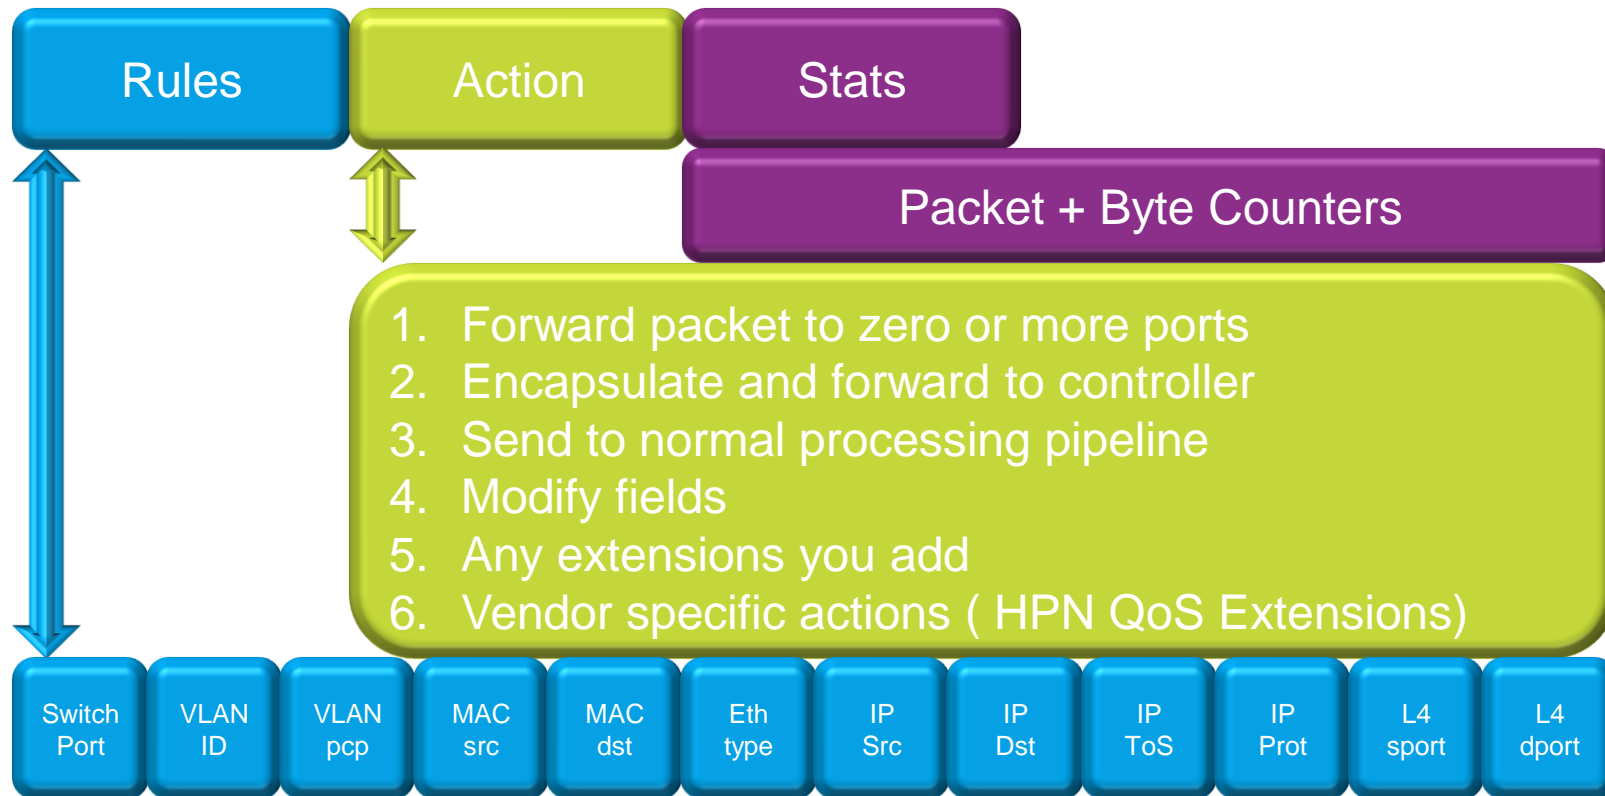 Rules
Action
Stats
Packet + Byte Counters
1. Forward packet to zero or more ports
2. Encapsulate and forward to controller
3. Send to normal processing pipeline
4. Modify fields
5. Any extensions you add
6. Vendor specific actions ( HPN QoS Extensions)
Switch
Port
VLAN
ID
VLAN
pcp
MAC
src
MAC
dst
Eth
type
IP
Src
IP
Dst
IP
ToS
IP
Prot
L4
sport
L4
dport